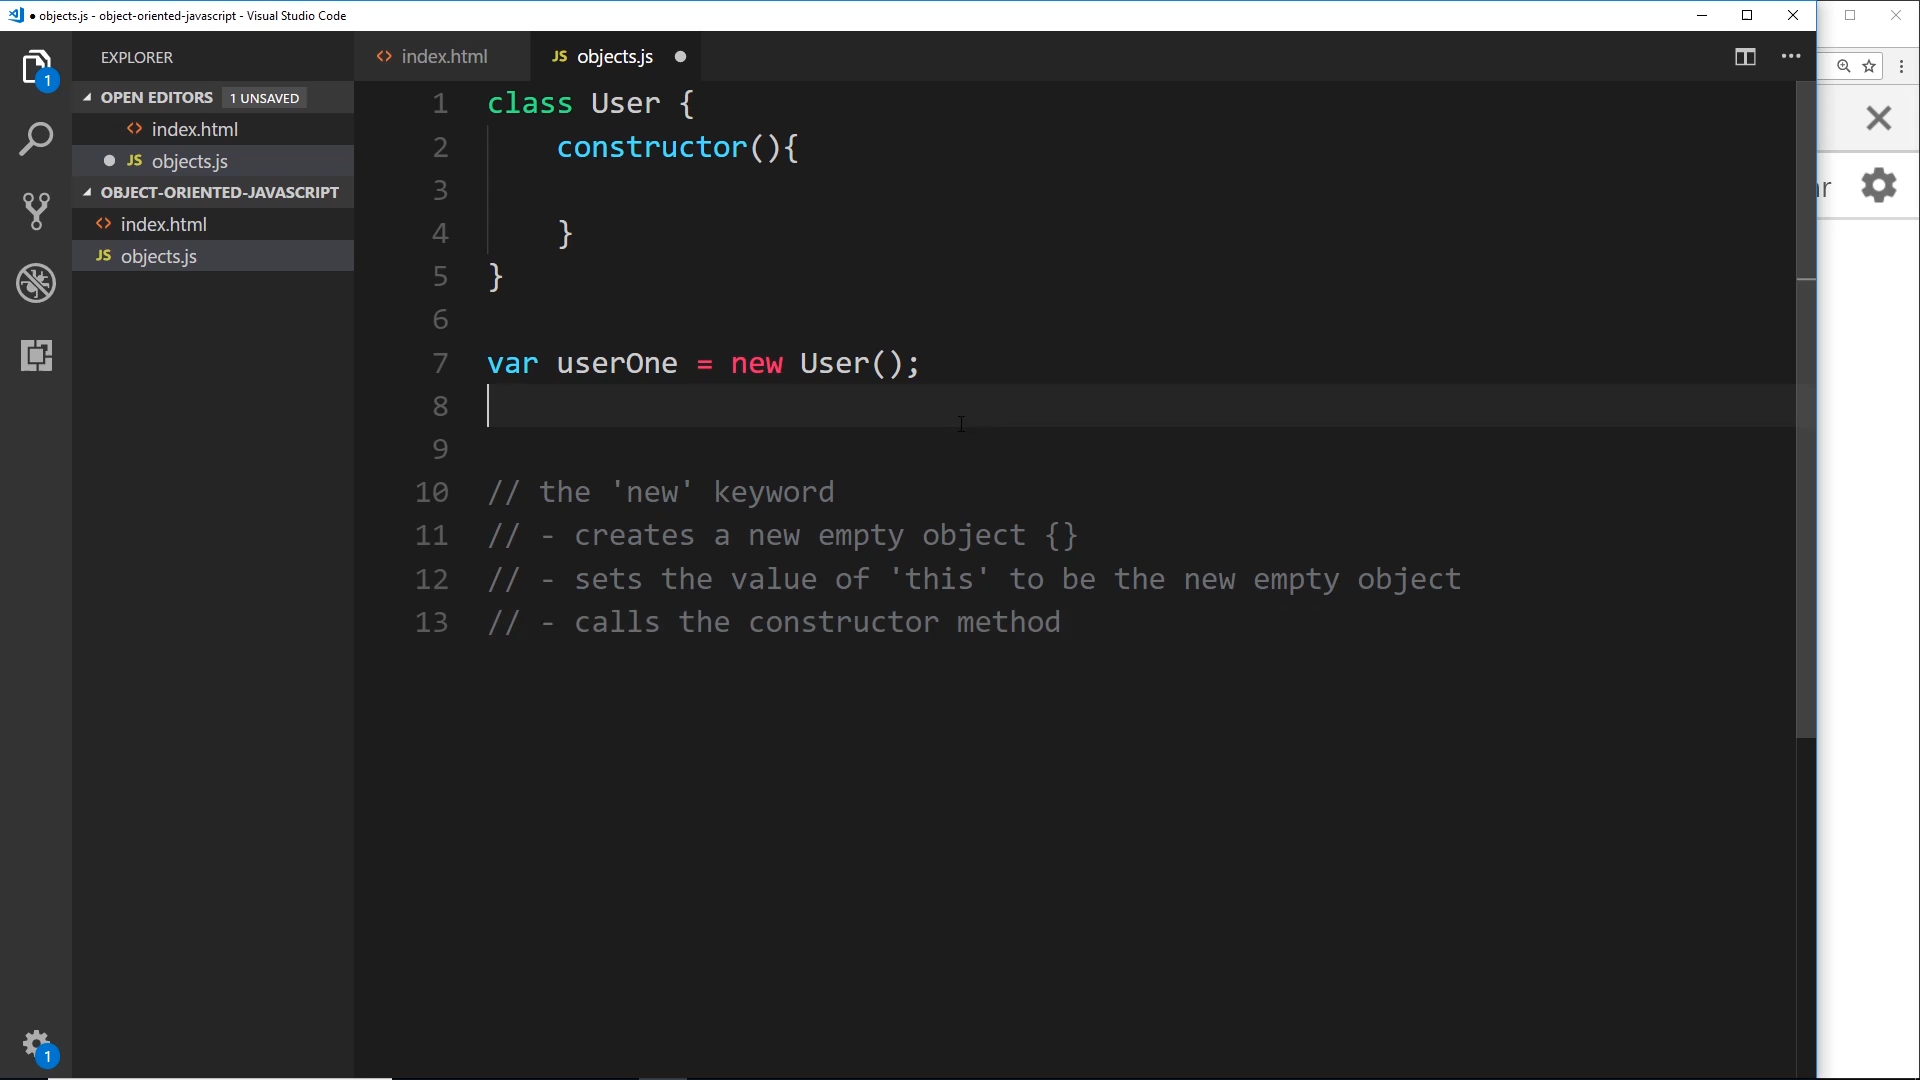 ● objects.js - object-oriented-javascript - Visual Studio Code
EXPLORER
OPEN EDITORS 1 UNSAVED
<> index.html
● JS objects.js
OBJECT-ORIENTED-JAVASCRIPT
<> index.html
JS objects.js
1
1
<> index.html
JS objects.js ●
1 class User {
2     constructor(){
3
4     }
5 }
6
7 var userOne = new User();
8
9
10 // the 'new' keyword
11 // - creates a new empty object {}
12 // - sets the value of 'this' to be the new empty object
13 // - calls the constructor method